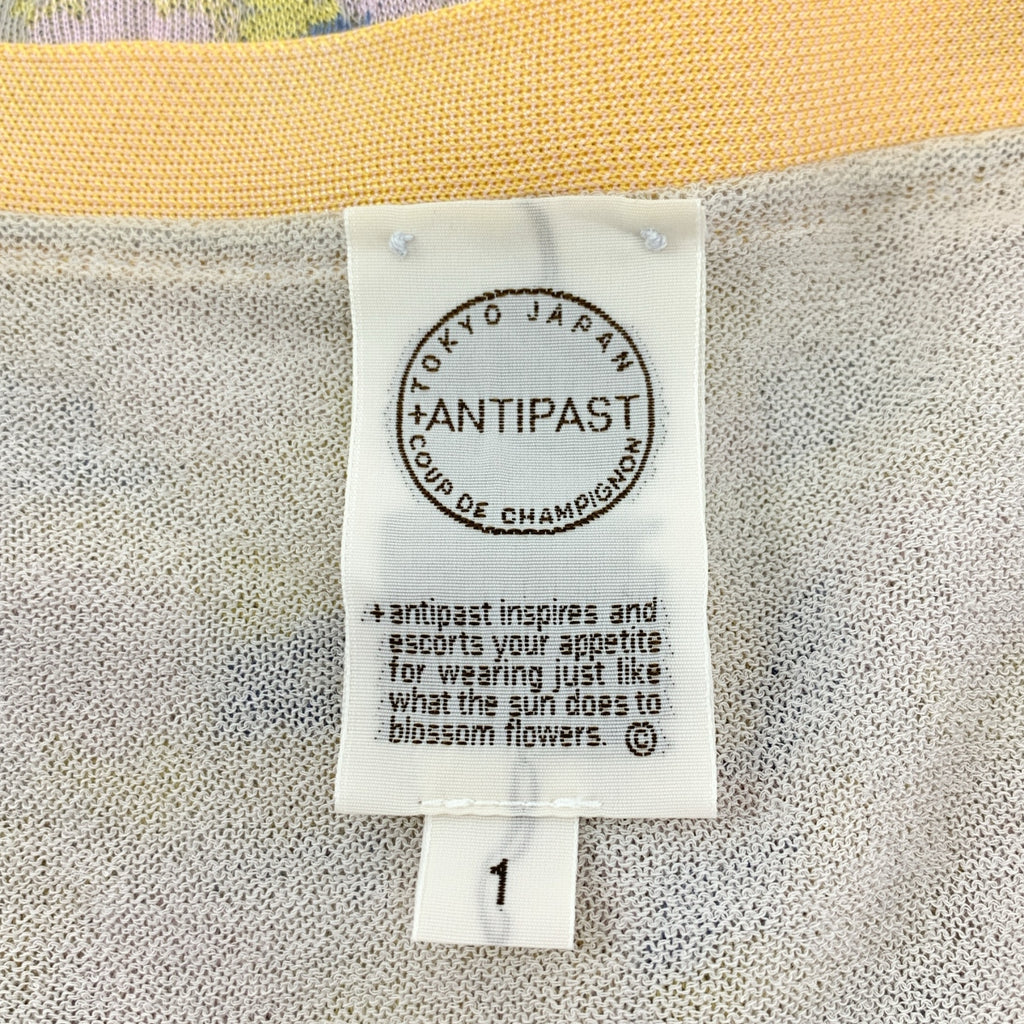 TOKYO JAPAN
+ANTIPAST
COUP DE CHAMPIGNON
+antipast inspires and
escorts your appetite
for wearing just like
what the sun does to
blossom flowers. ©
1